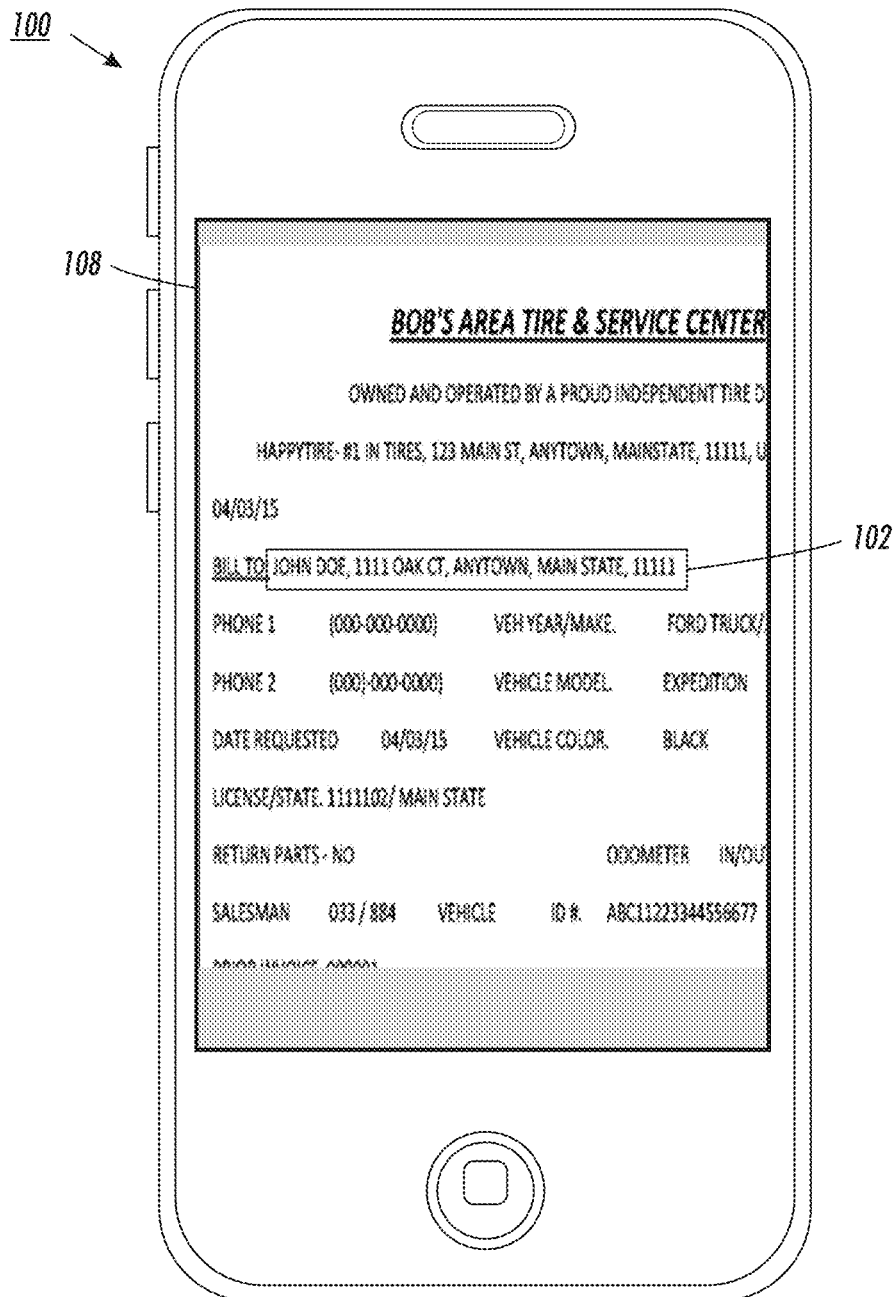 100
108
BOB'S AREA TIRE & SERVICE CENTER
OWNED AND OPERATED BY A PROUD INDEPENDENT TIRE D
HAPPYTIRE- #1 IN TIRES, 123 MAIN ST, ANYTOWN, MAINSTATE, 11111, U
04/03/15
BILL TO JOHN DOE, 1111 OAK CT, ANYTOWN, MAIN STATE, 11111
102
PHONE 1 (000-000-0000) VEH YEAR/MAKE. FORD TRUCK/
PHONE 2 (000)-000-0000) VEHICLE MODEL. EXPEDITION
DATE REQUESTED 04/03/15 VEHICLE COLOR. BLACK
LICENSE/STATE. 1111102/ MAIN STATE
RETURN PARTS- NO ODOMETER IN/OU
SALESMAN 033 / 884 VEHICLE ID #. ABC11223344556677
PRIOR INVOICE